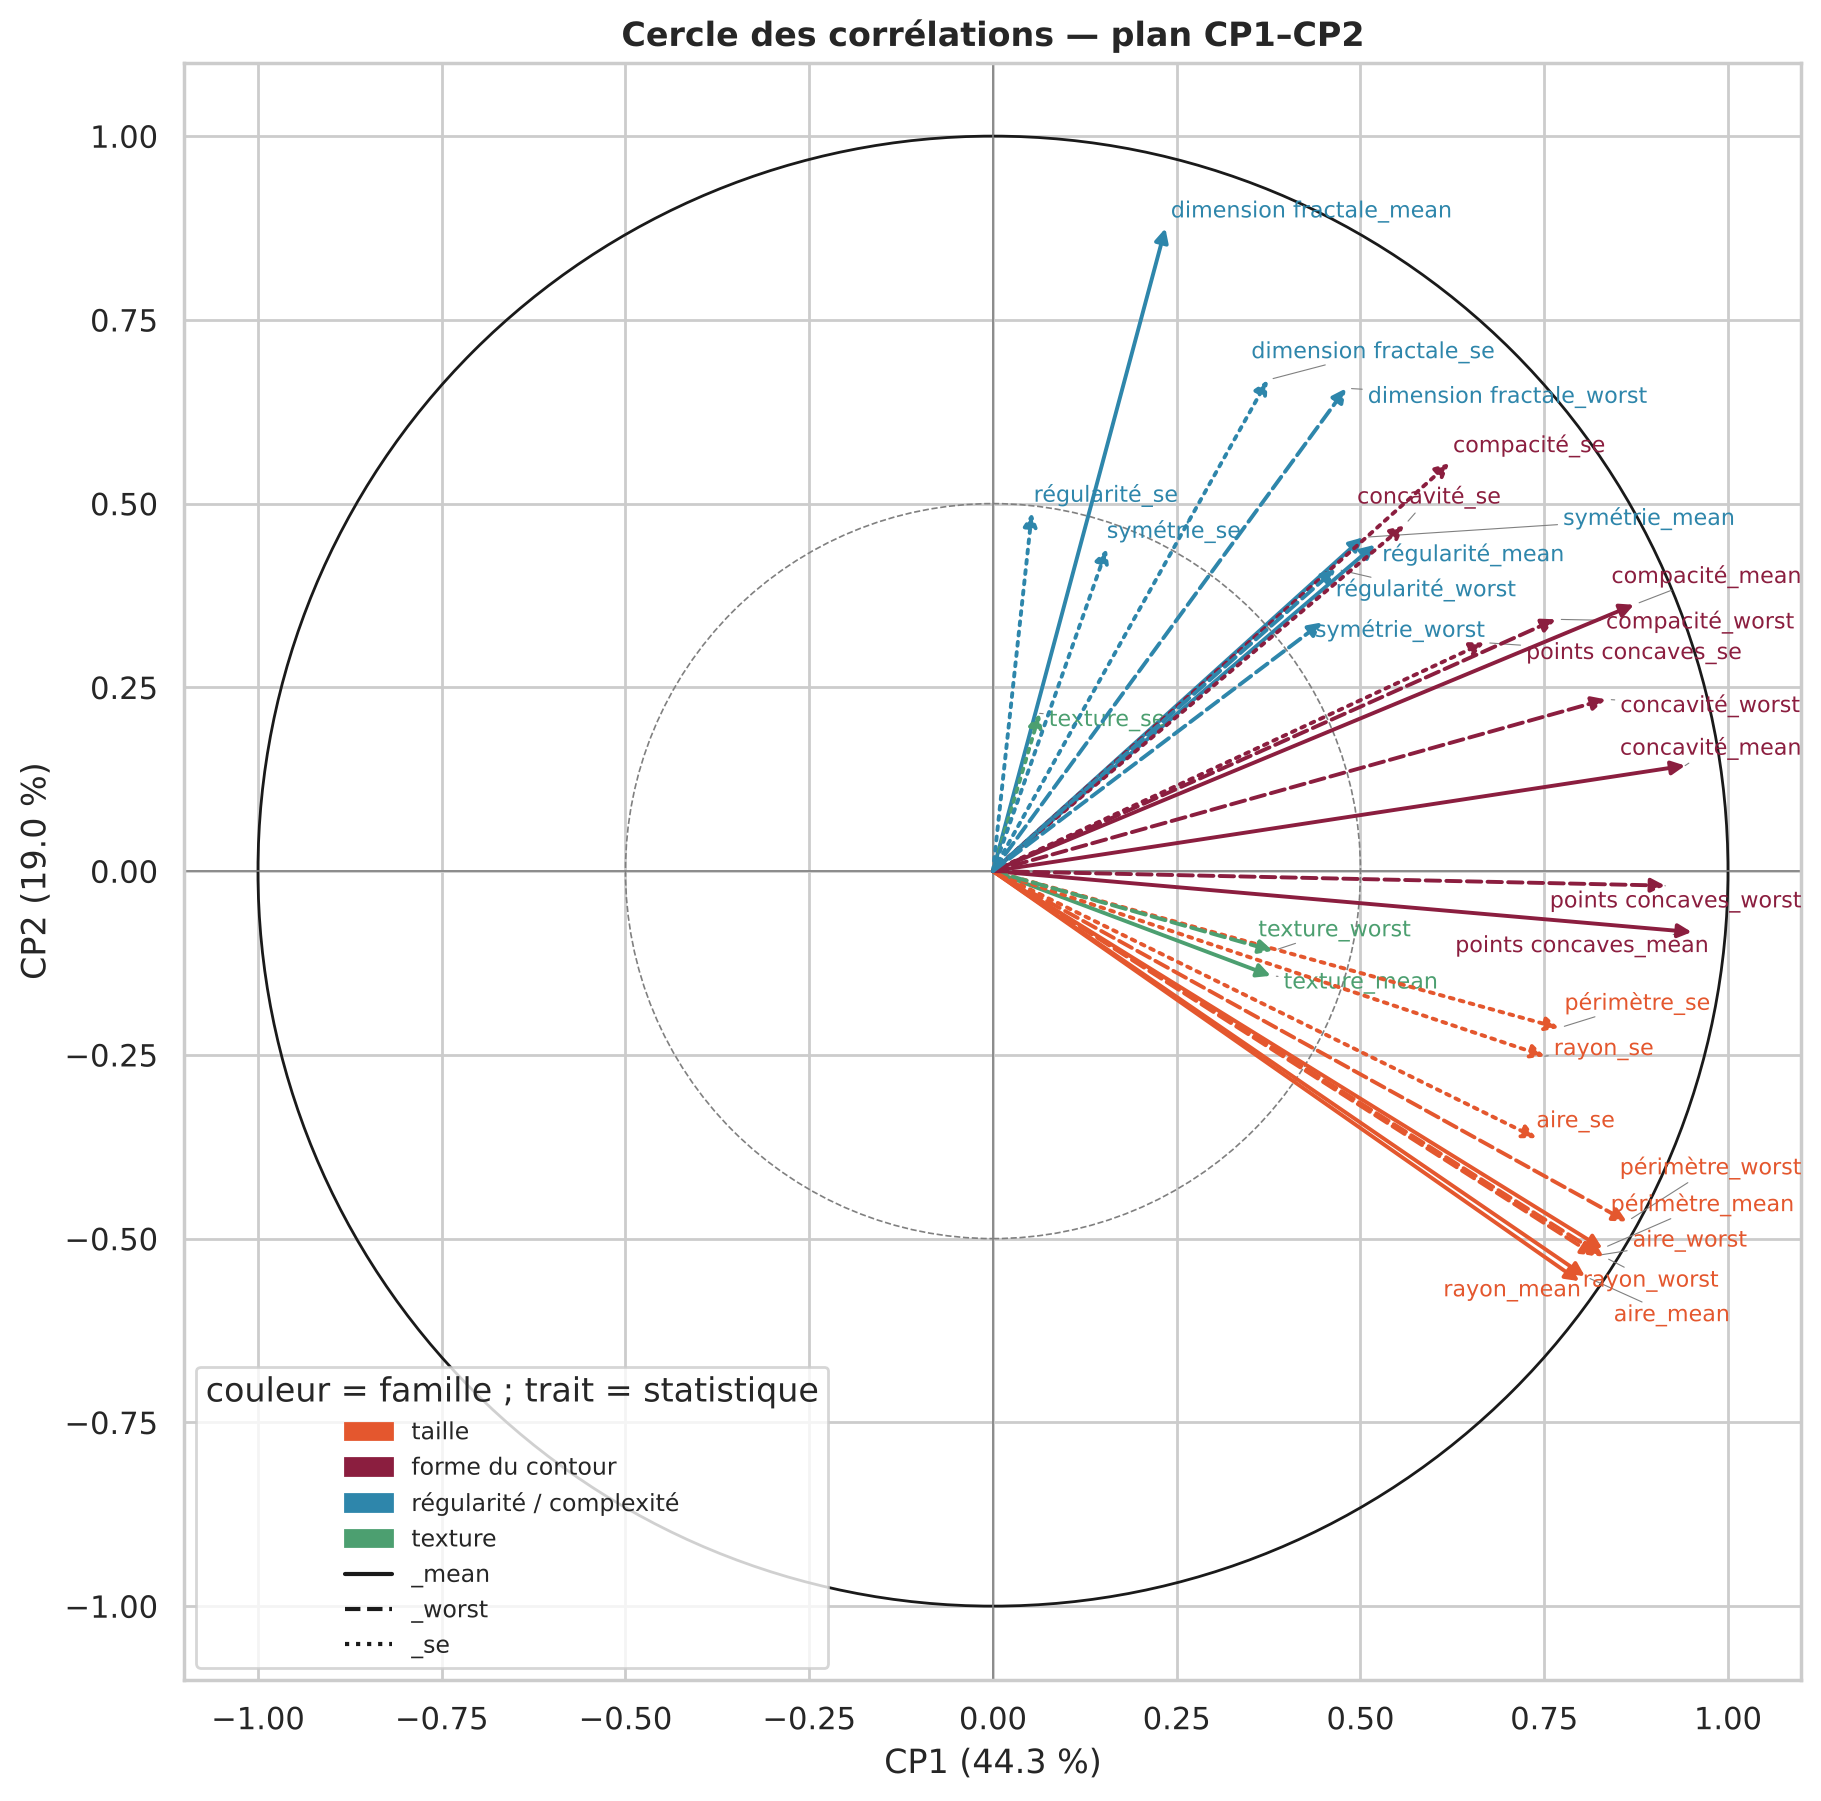 Cercle des corrélations — plan CP1–CP2
1.00
0.75
0.50
0.25
0.00
−0.25
−0.50
−0.75
−1.00
CP2 (19.0 %)
dimension fractale_mean
dimension fractale_se
dimension fractale_worst
compacité_se
concavité_se
régularité_se
symétrie_mean
symétrie_se
régularité_mean
compacité_mean
régularité_worst
compacité_worst
symétrie_worst
points concaves_se
concavité_worst
texture_se
concavité_mean
points concaves_worst
texture_worst
points concaves_mean
texture_mean
périmètre_se
rayon_se
aire_se
périmètre_worst
périmètre_mean
aire_worst
rayon_worst
rayon_mean
aire_mean
couleur = famille ; trait = statistique
taille
forme du contour
régularité / complexité
texture
_mean
_worst
_se
−1.00
−0.75
−0.50
−0.25
0.00
0.25
0.50
0.75
1.00
CP1 (44.3 %)